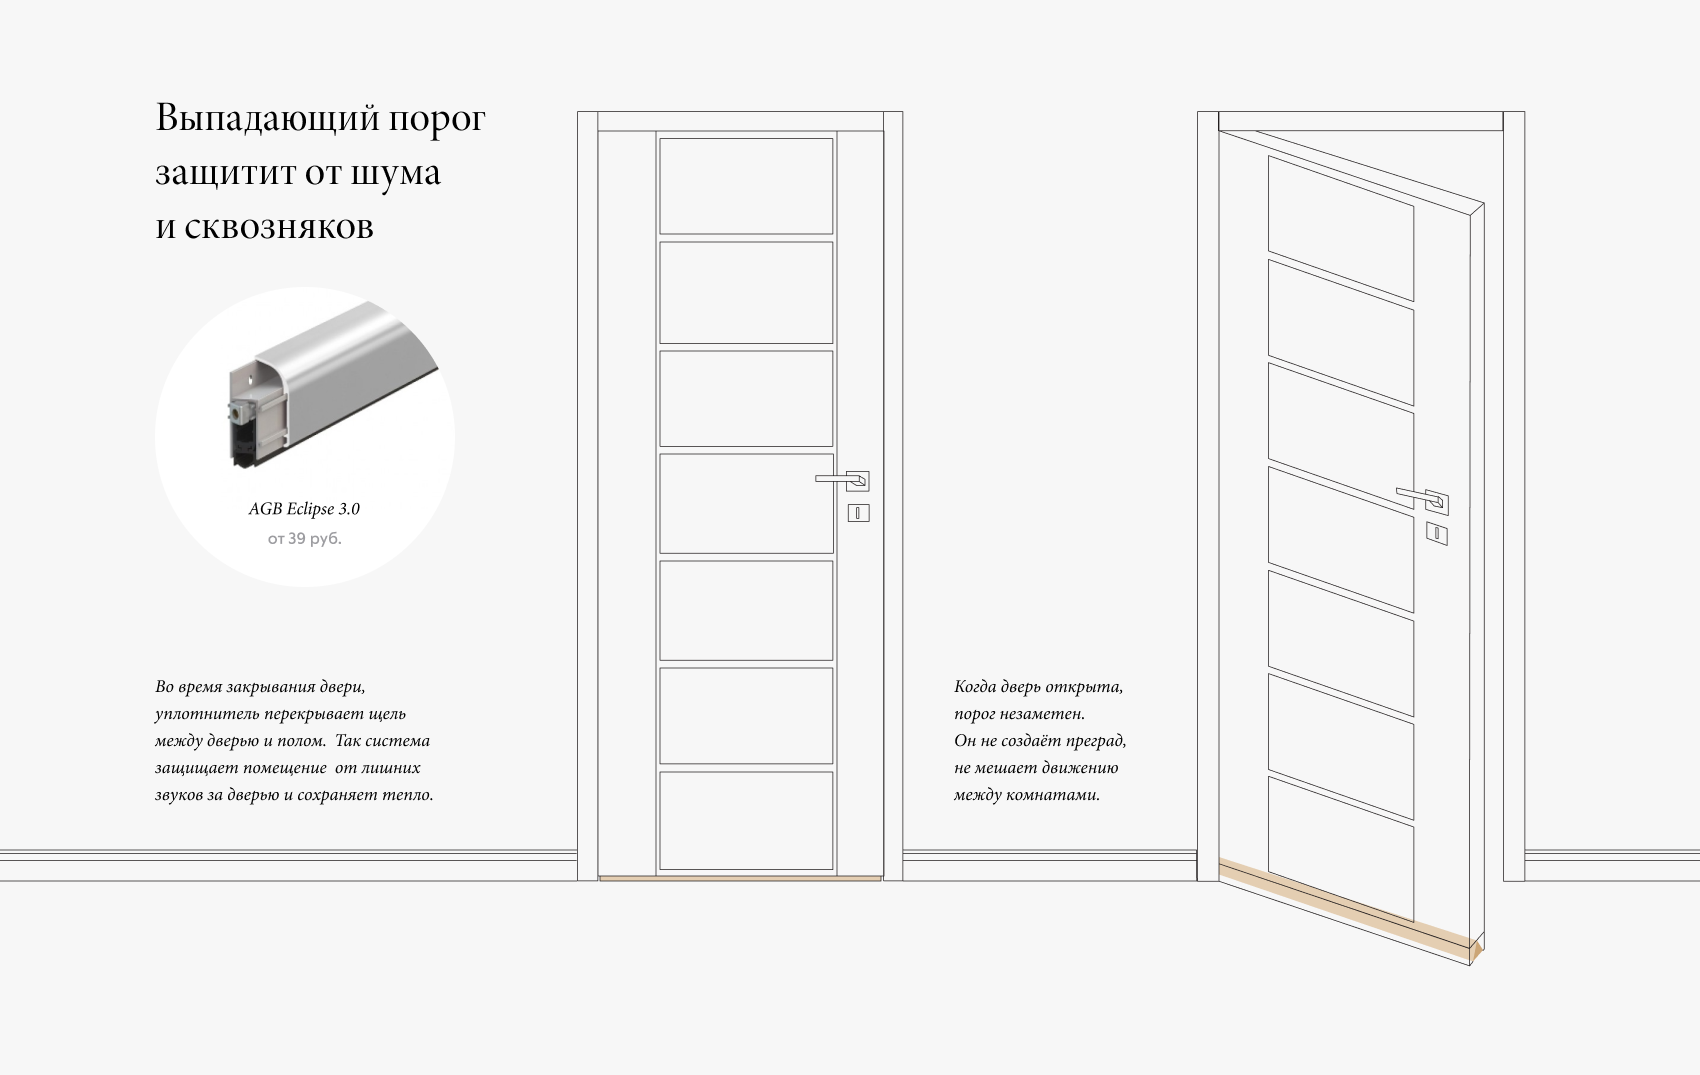 Выпадающий порог
защитит от шума
и сквозняков
AGB Eclipse 3.0
от 39 руб.
Во время закрывания двери,
уплотнитель перекрывает щель
между дверью и полом. Так система
защищает помещение от лишних
звуков за дверью и сохраняет тепло.
Когда дверь открыта,
порог незаметен.
Он не создаёт преград,
не мешает движению
между комнатами.